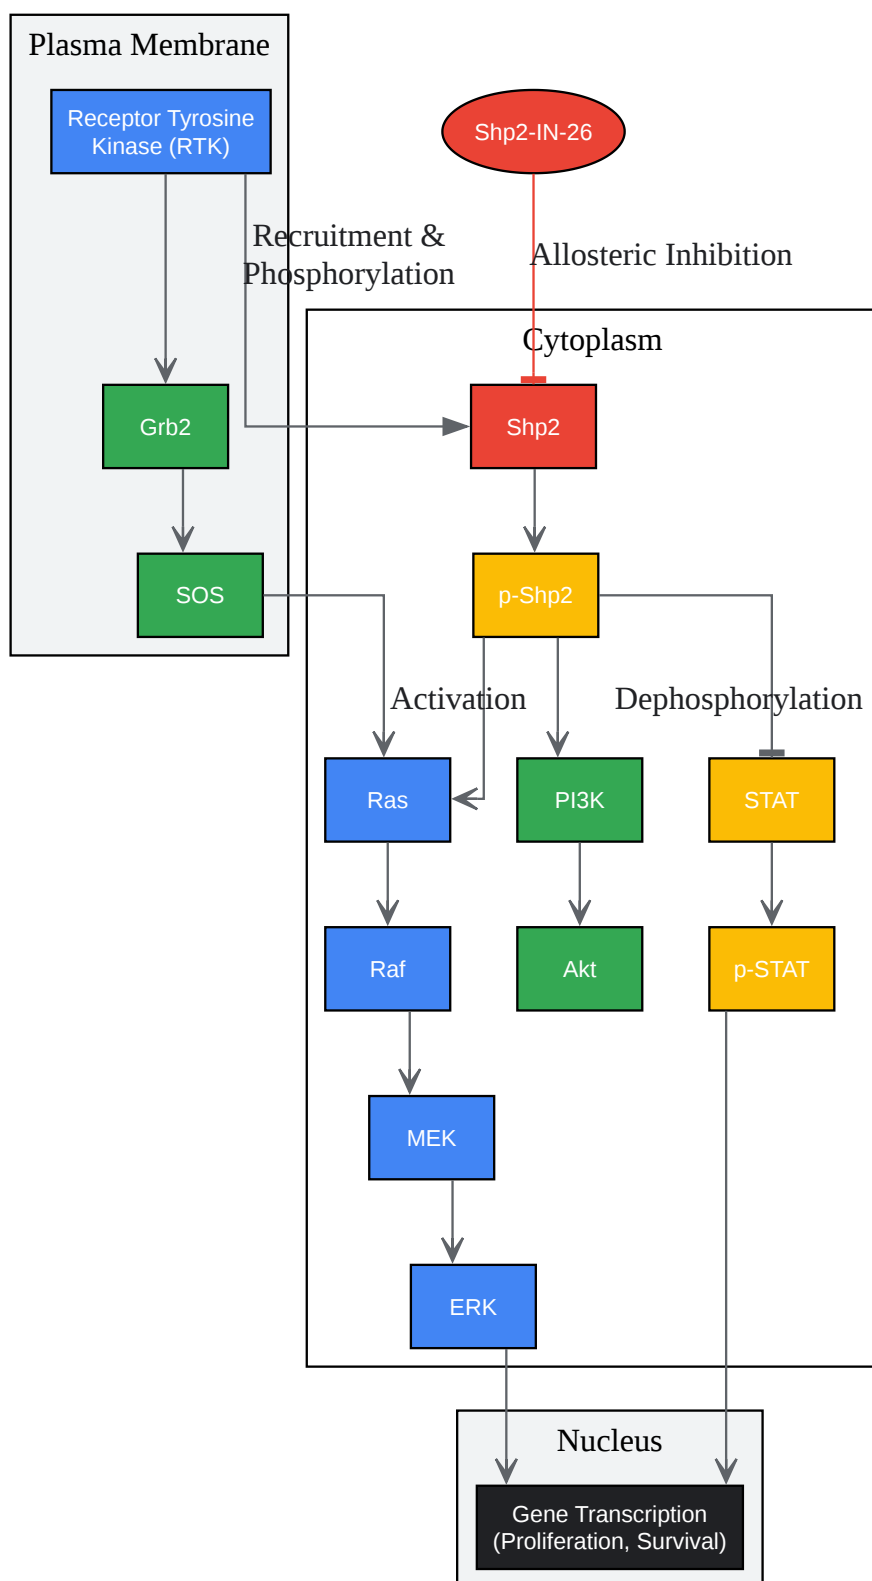 Plasma Membrane
Receptor Tyrosine
Kinase (RTK)
Shp2-IN-26
Recruitment &
Phosphorylation
Allosteric Inhibition
Cytoplasm
Grb2
Shp2
SOS
p-Shp2
Activation
Dephosphorylation
Ras
PI3K
STAT
Raf
Akt
p-STAT
MEK
ERK
Nucleus
Gene Transcription
(Proliferation, Survival)